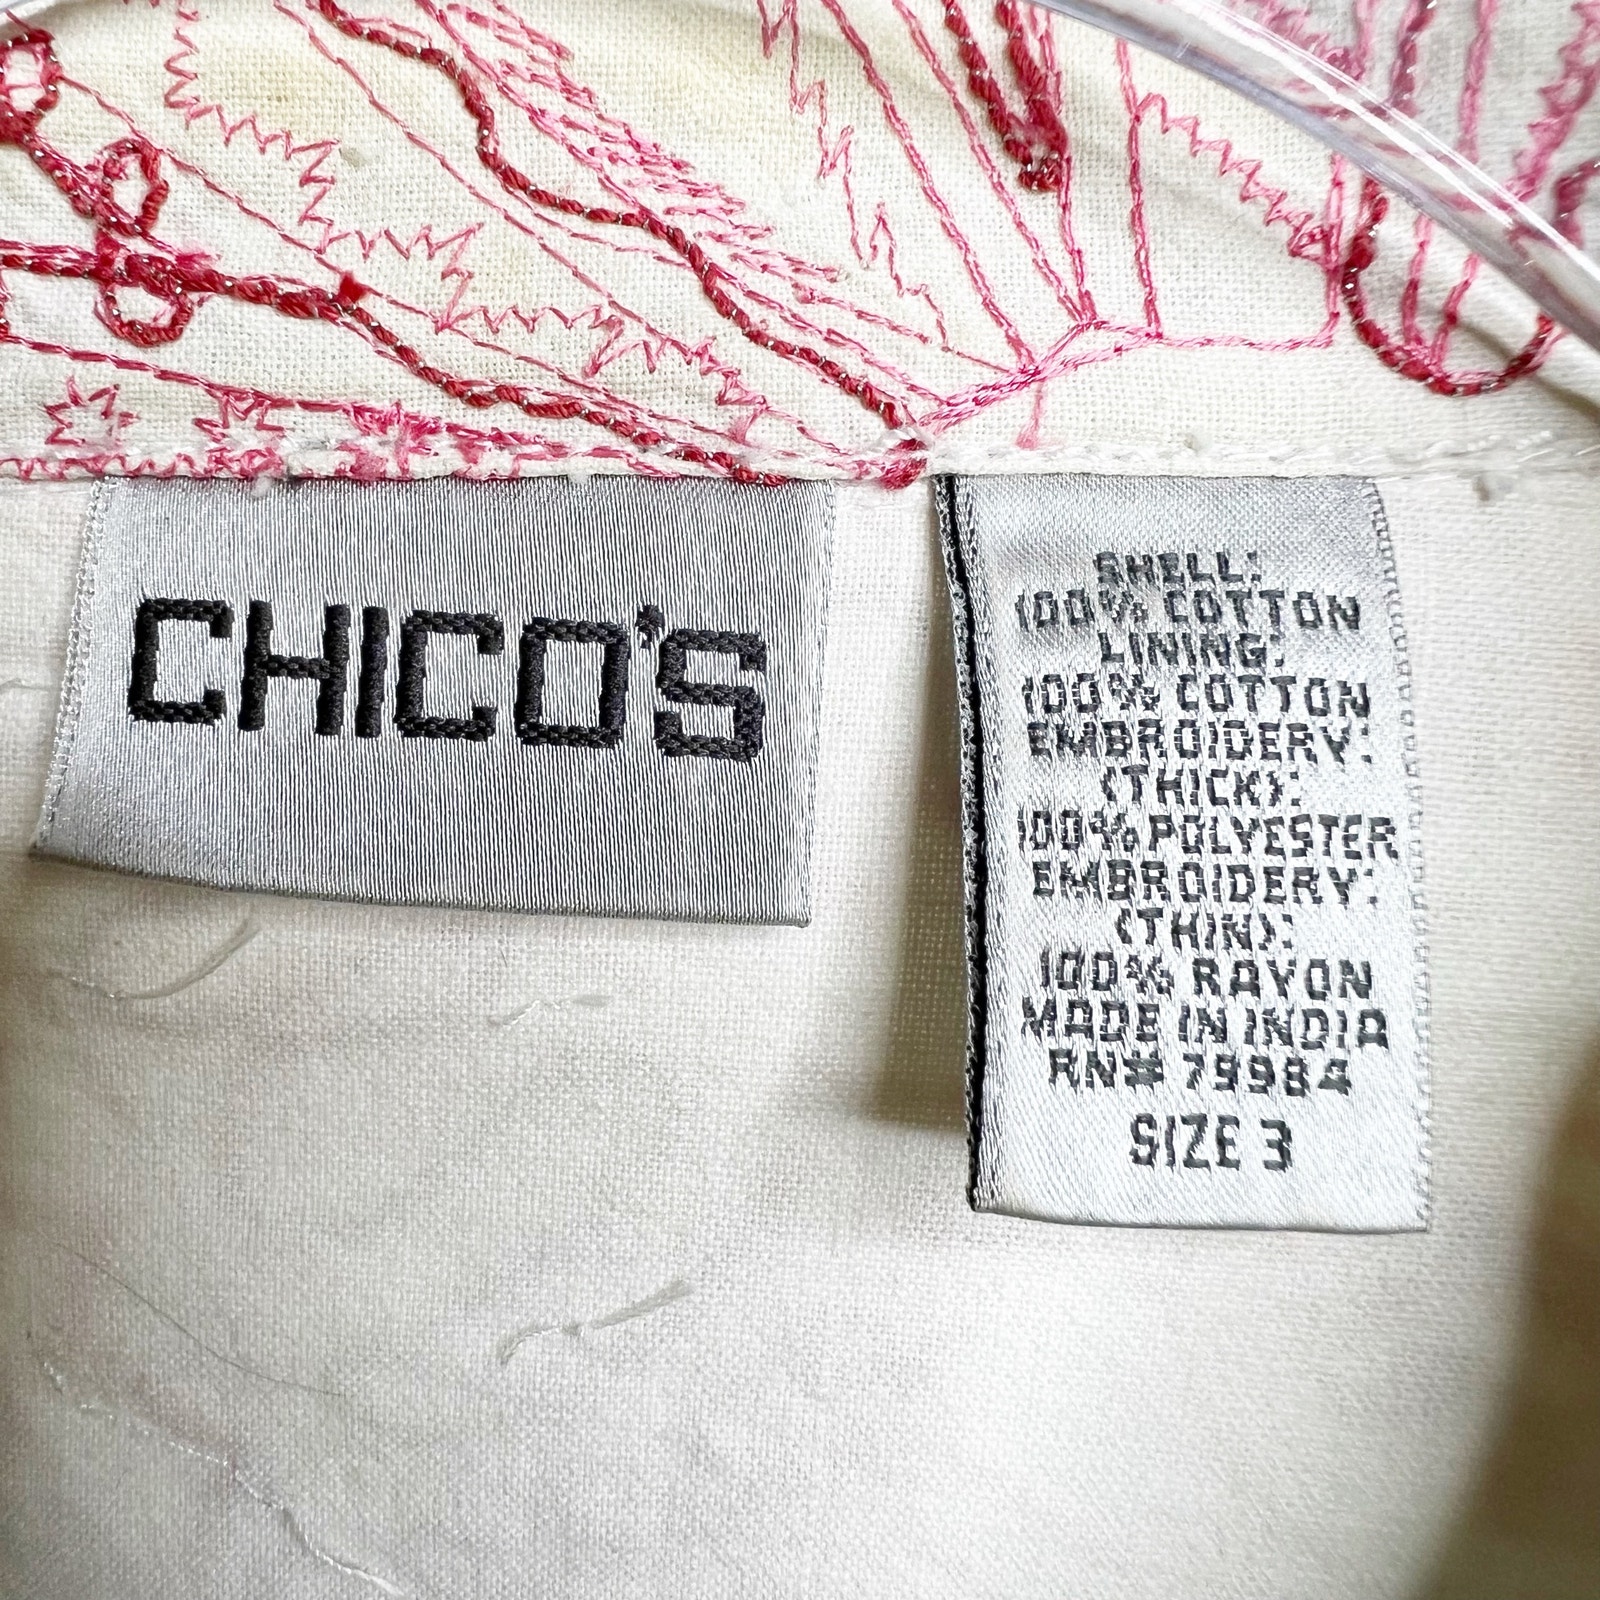 CHICO'S
SHELL:
100% COTTON
LINING:
100% COTTON
EMBROIDERY:
(THICK):
100% POLYESTER
EMBROIDERY:
(THIN):
100% RAYON
MADE IN INDIA
RN# 79984
SIZE 3